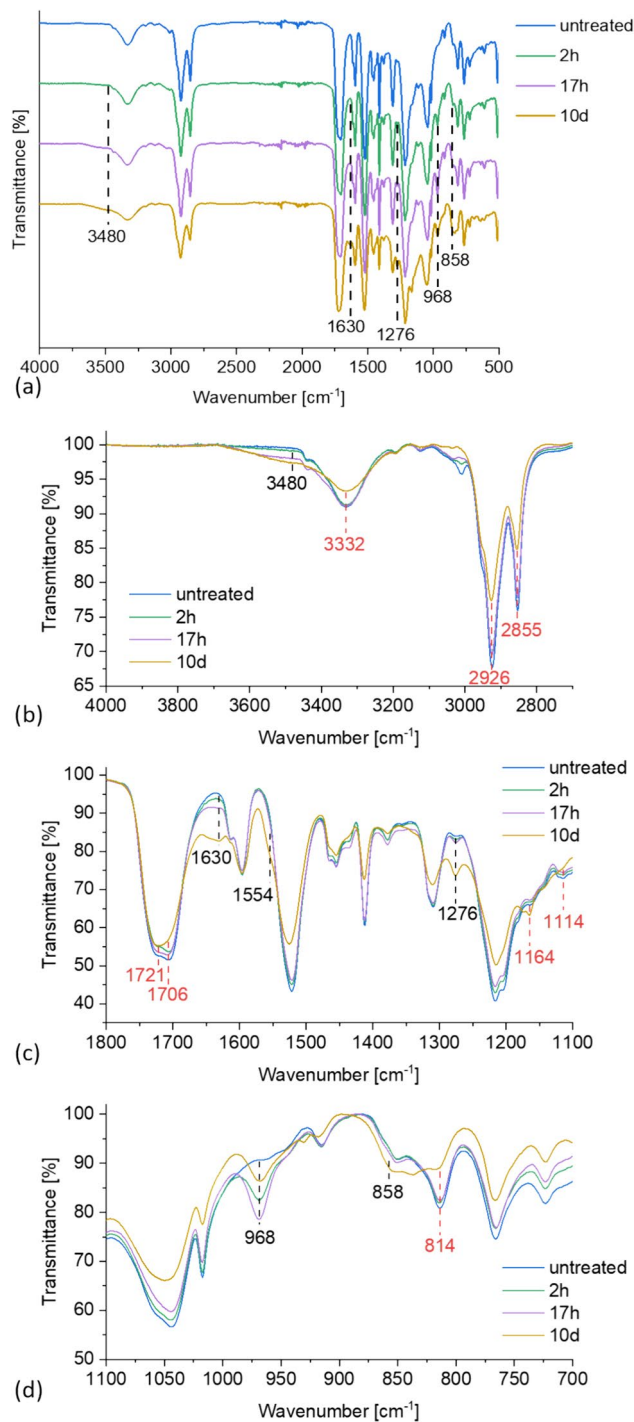 untreated
2h
17h
10d
Transmittance [%]
3480
1630
1276
968
858
4000 3500 3000 2500 2000 1500 1000 500
Wavenumber [cm⁻¹]
(a)
100
95
90
85
80
75
70
65
Transmittance [%]
3480
3332
2926
2855
untreated
2h
17h
10d
4000 3800 3600 3400 3200 3000 2800
Wavenumber [cm⁻¹]
(b)
100
90
80
70
60
50
40
Transmittance [%]
untreated
2h
17h
10d
1630
1554
1276
1721
1706
1164
1114
1800 1700 1600 1500 1400 1300 1200 1100
Wavenumber [cm⁻¹]
(c)
100
90
80
70
60
50
Transmittance [%]
968
858
814
untreated
2h
17h
10d
1100 1050 1000 950 900 850 800 750 700
Wavenumber [cm⁻¹]
(d)